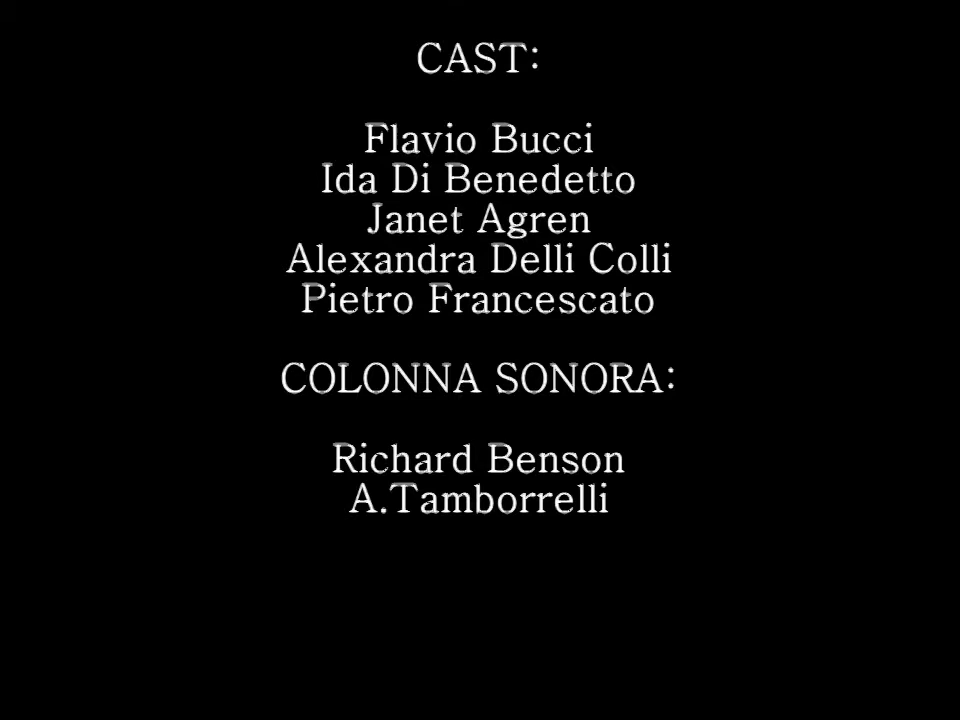 CAST:
Flavio Bucci
Ida Di Benedetto
Janet Agren
Alexandra Delli Colli
Pietro Francescato
COLONNA SONORA:
Richard Benson
A.Tamborrelli